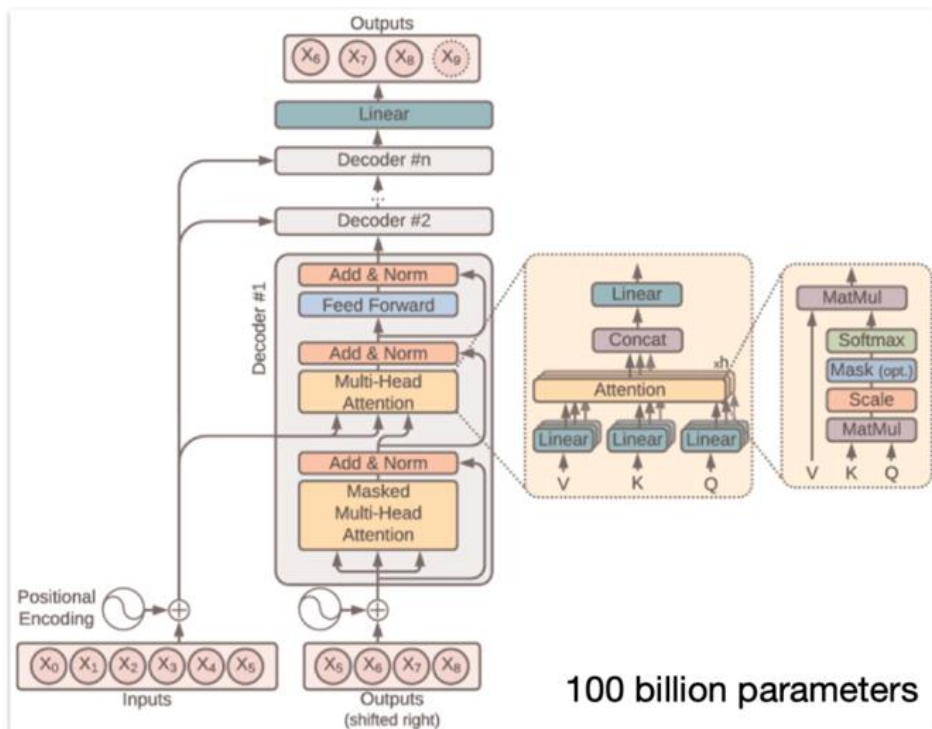 Outputs
X₆ X₇ X₈ X₉
Linear
Decoder #n
...
Decoder #2
Decoder #1
Add & Norm
Feed Forward
Add & Norm
Multi-Head
Attention
Add & Norm
Masked
Multi-Head
Attention
Positional
Encoding
X₀ X₁ X₂ X₃ X₄ X₅
Inputs
X₅ X₆ X₇ X₈
Outputs
(shifted right)
Linear
Concat
xh
Attention
Linear Linear Linear
V K Q
MatMul
Softmax
Mask (opt.)
Scale
MatMul
V K Q
100 billion parameters